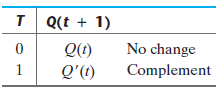 T Q(t + 1)
0 Q(t) No change
1 Q′(t) Complement